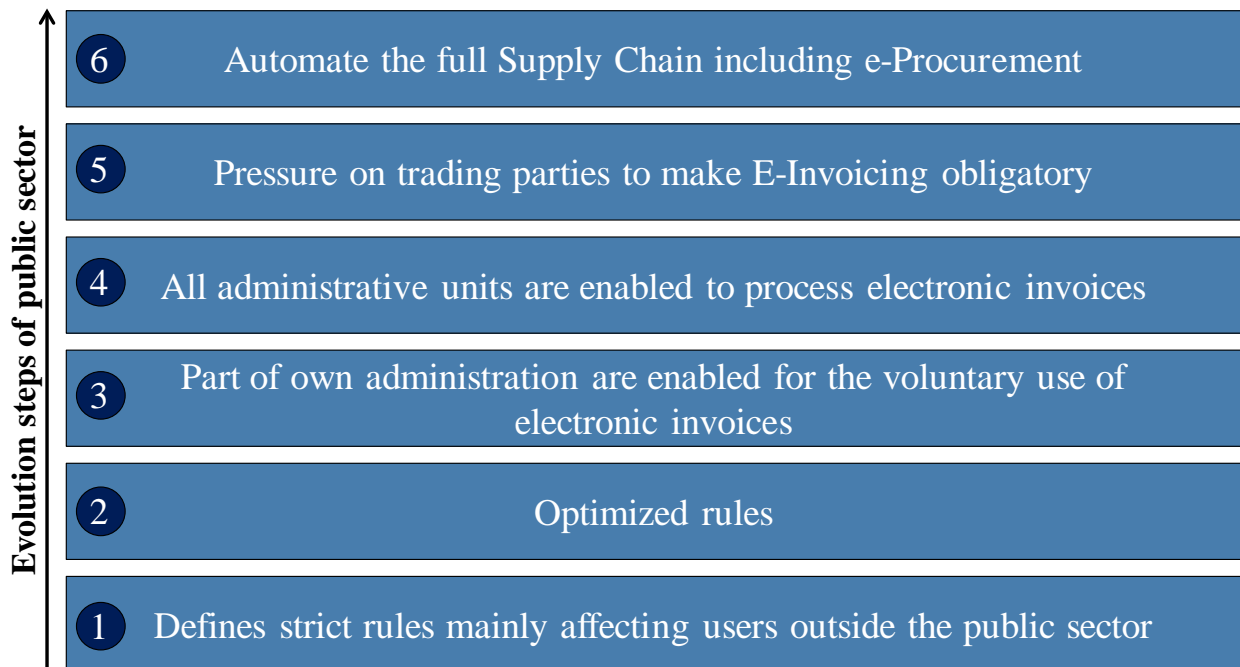 6 Automate the full Supply Chain including e-Procurement
5 Pressure on trading parties to make E-Invoicing obligatory
4 All administrative units are enabled to process electronic invoices
3 Part of own administration are enabled for the voluntary use of
electronic invoices
2 Optimized rules
1 Defines strict rules mainly affecting users outside the public sector
Evolution steps of public sector